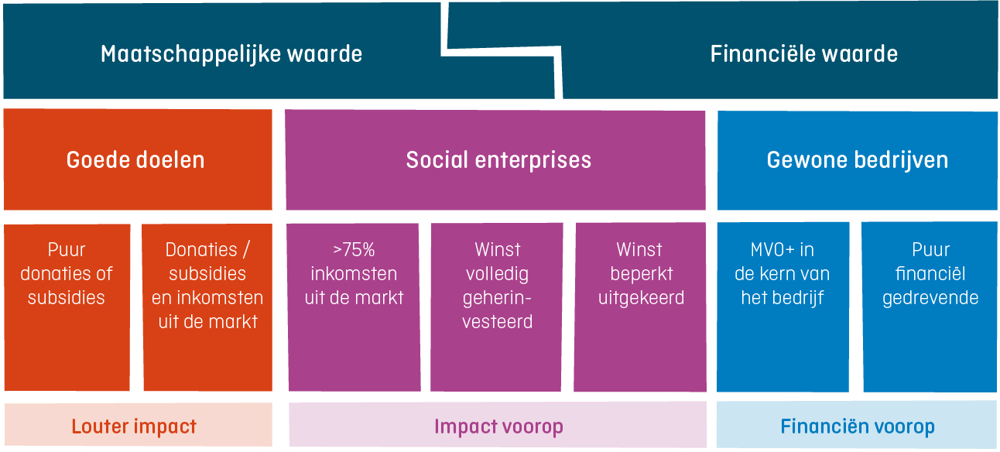 Maatschappelijke waarde
Financiële waarde
Goede doelen
Social enterprises
Gewone bedrijven
Puur
donaties of
subsidies
Donaties /
subsidies
en inkomsten
uit de markt
>75%
inkomsten
uit de markt
Winst
volledig
geherin-
vesteerd
Winst
beperkt
uitgekeerd
MVO+ in
de kern van
het bedrijf
Puur
financiël
gedrevende
Louter impact
Impact voorop
Financiën voorop